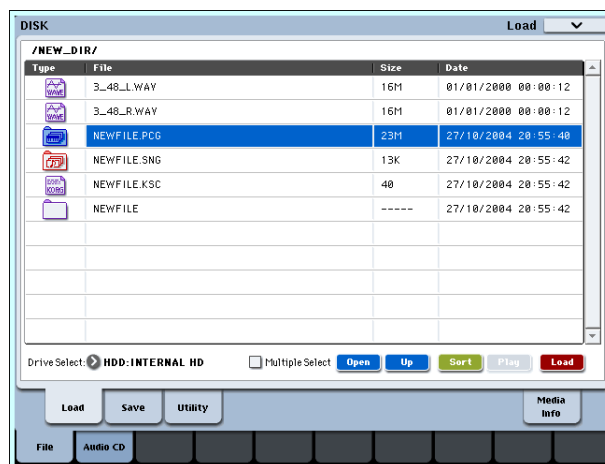 DISK Load
/NEW_DIR/
Type File Size Date
WAVE 3_48_L.WAV 16M 01/01/2000 00:00:12
WAVE 3_48_R.WAV 16M 01/01/2000 00:00:12
NEWFILE.PCG 23M 27/10/2004 20:55:40
NEWFILE.SNG 13K 27/10/2004 20:55:42
KORG NEWFILE.KSC 40 27/10/2004 20:55:42
NEWFILE ----- 27/10/2004 20:55:42
Drive Select: HDD:INTERNAL HD Multiple Select Open Up Sort Play Load
Load Save Utility Media Info
File Audio CD